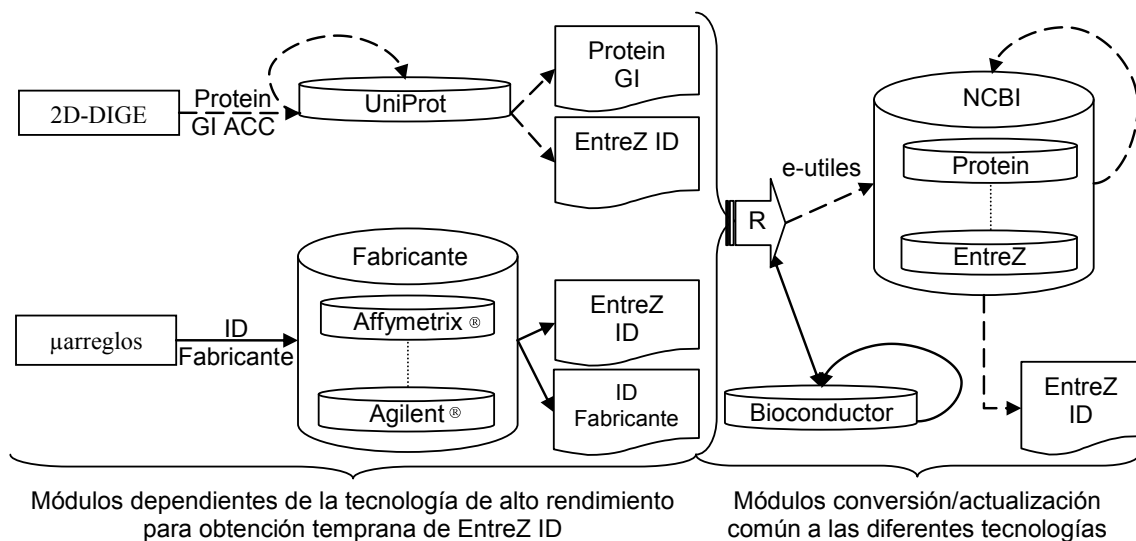 2D-DIGE
Protein
GI ACC
UniProt
Protein
GI
EntreZ ID
µarreglos
ID
Fabricante
Fabricante
Affymetrix ®
Agilent ®
EntreZ
ID
ID
Fabricante
R
e-utiles
NCBI
Protein
EntreZ
Bioconductor
EntreZ
ID
Módulos dependientes de la tecnología de alto rendimiento
para obtención temprana de EntreZ ID
Módulos conversión/actualización
común a las diferentes tecnologías